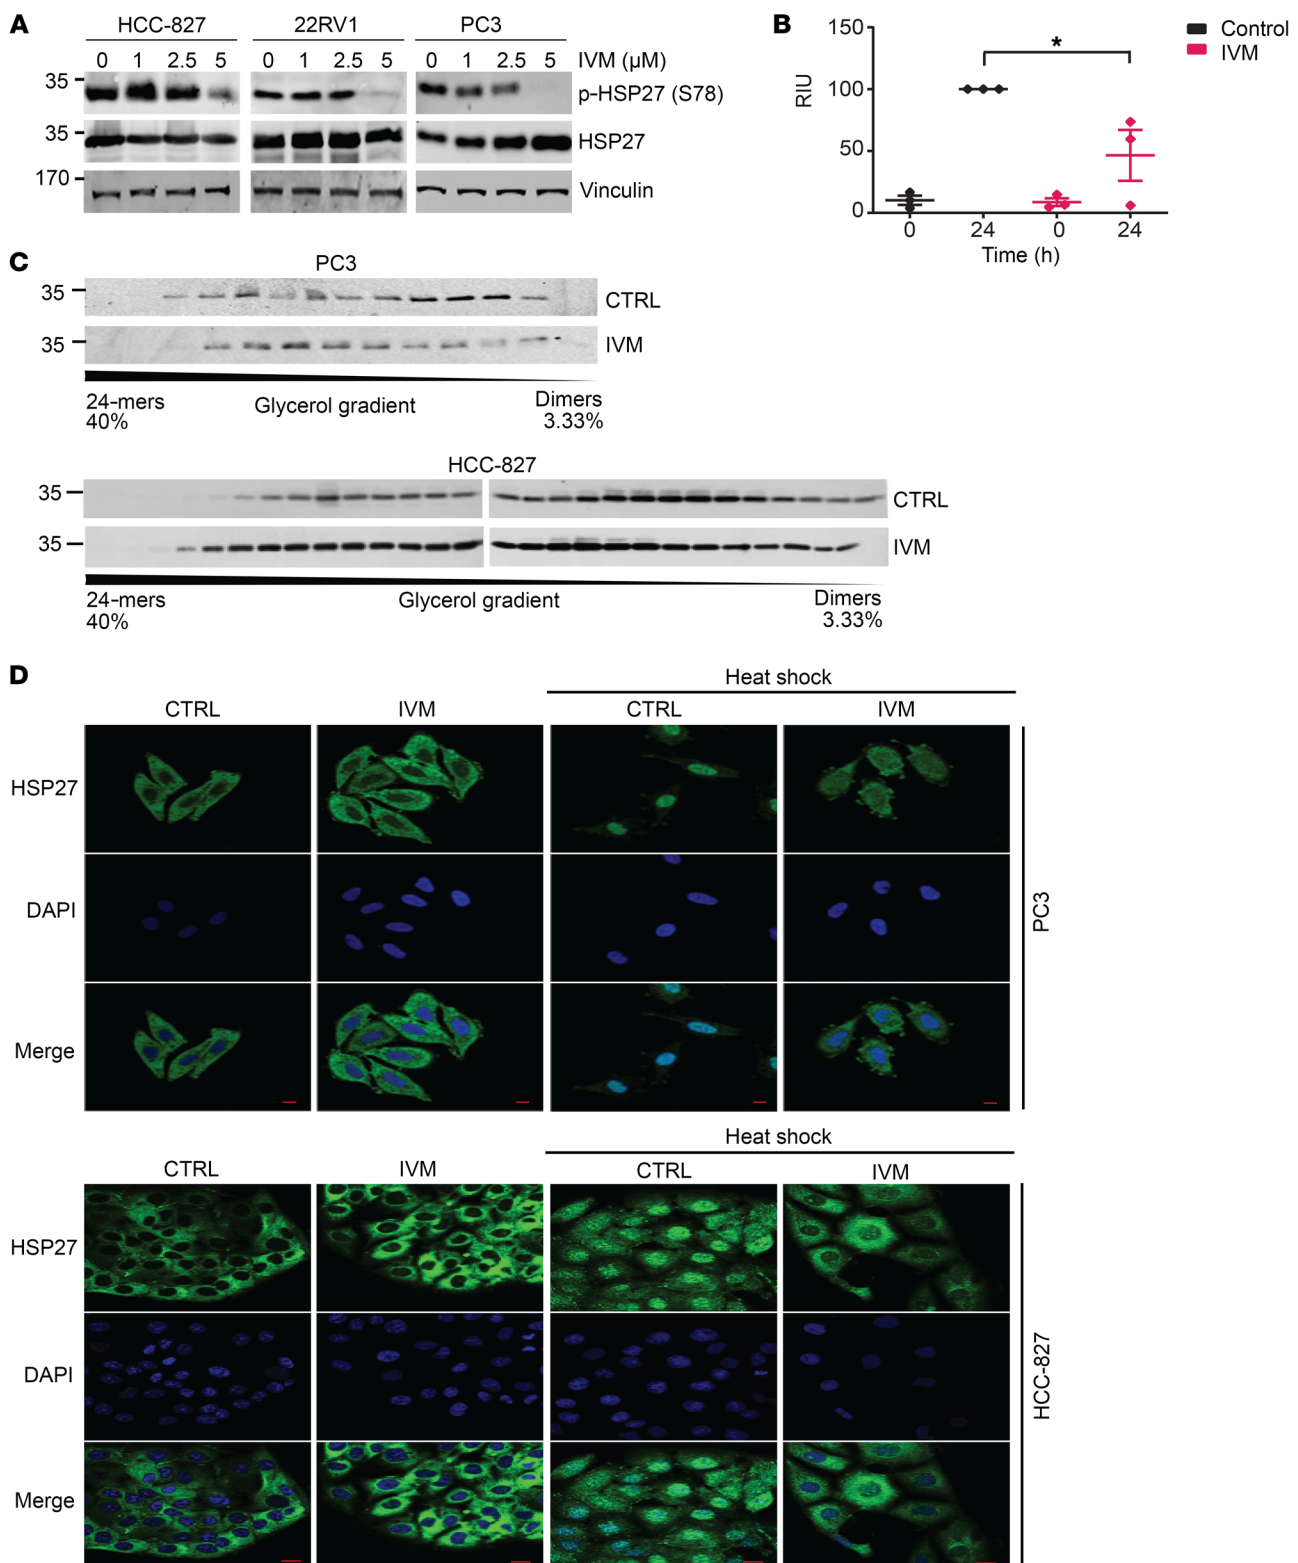 A
HCC-827 22RV1 PC3
0 1 2.5 5 0 1 2.5 5 0 1 2.5 5 IVM (μM)
35 p-HSP27 (S78)
35 HSP27
170 Vinculin
B
150
100
50
0
RIU
*
0 24 0 24
Time (h)
Control
IVM
C
PC3
35 CTRL
35 IVM
24-mers Glycerol gradient Dimers
40% 3.33%
HCC-827
35 CTRL
35 IVM
24-mers Glycerol gradient Dimers
40% 3.33%
D
Heat shock
CTRL IVM CTRL IVM
HSP27
DAPI
Merge
PC3
Heat shock
CTRL IVM CTRL IVM
HSP27
DAPI
Merge
HCC-827